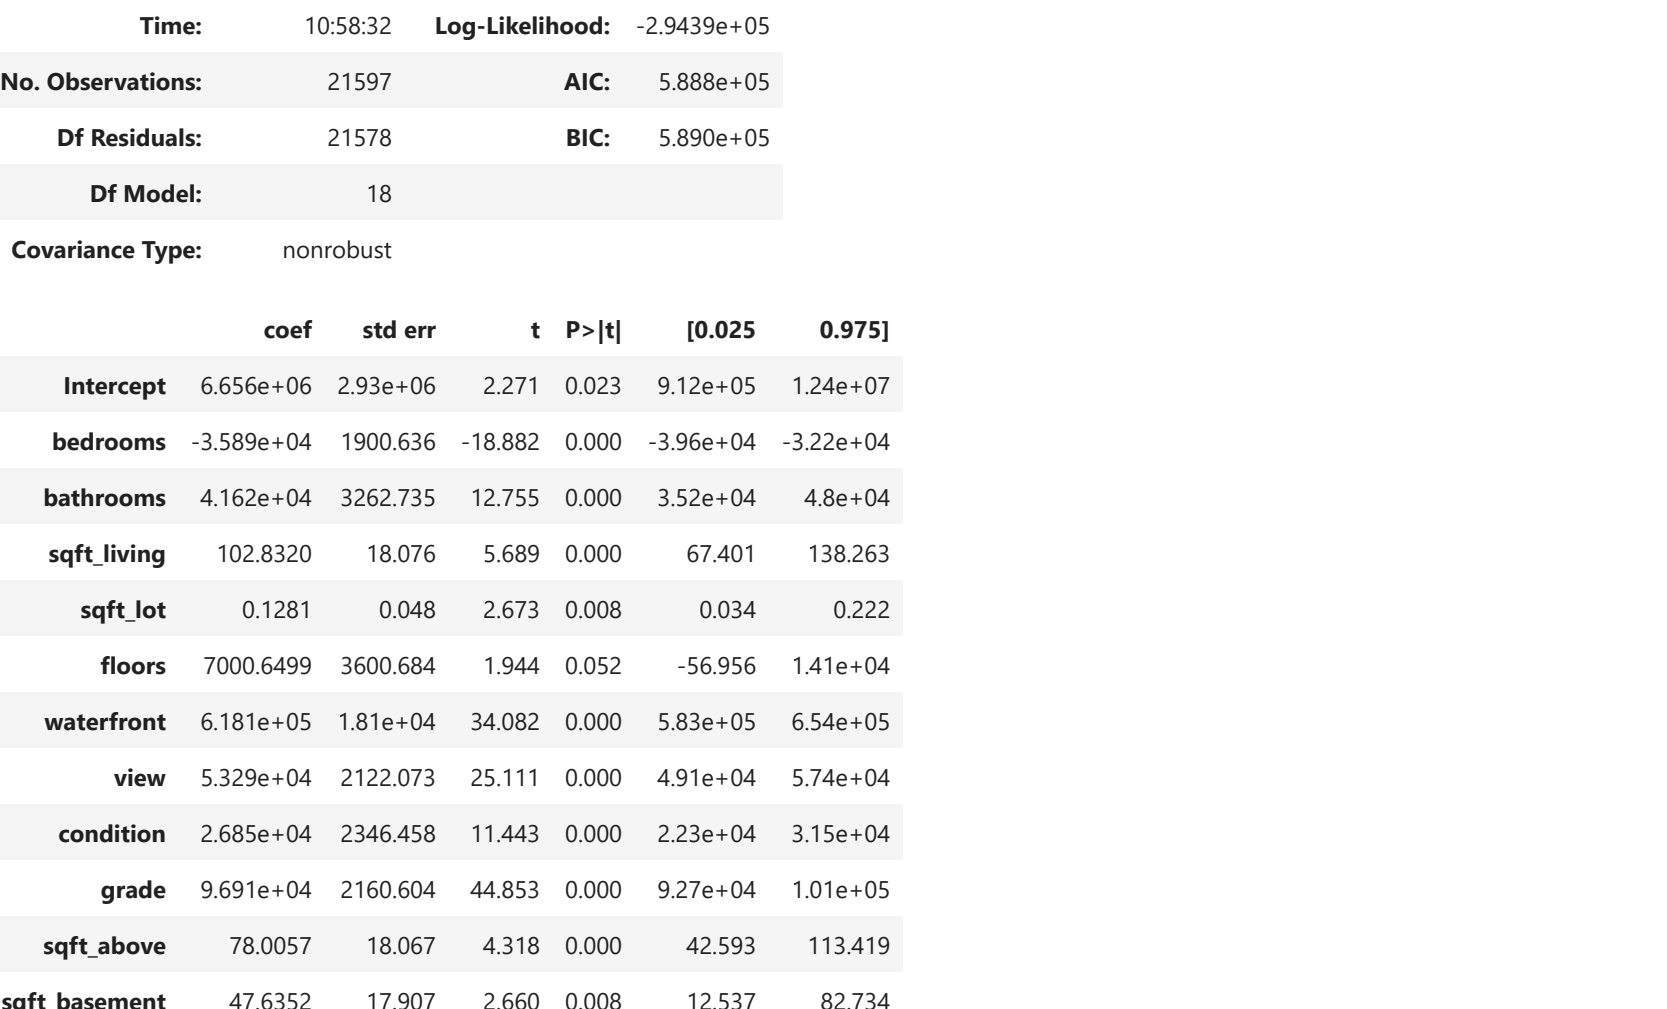 Time: 10:58:32 Log-Likelihood: -2.9439e+05
No. Observations: 21597 AIC: 5.888e+05
Df Residuals: 21578 BIC: 5.890e+05
Df Model: 18
Covariance Type: nonrobust
coef std err t P>|t| [0.025 0.975]
Intercept 6.656e+06 2.93e+06 2.271 0.023 9.12e+05 1.24e+07
bedrooms -3.589e+04 1900.636 -18.882 0.000 -3.96e+04 -3.22e+04
bathrooms 4.162e+04 3262.735 12.755 0.000 3.52e+04 4.8e+04
sqft_living 102.8320 18.076 5.689 0.000 67.401 138.263
sqft_lot 0.1281 0.048 2.673 0.008 0.034 0.222
floors 7000.6499 3600.684 1.944 0.052 -56.956 1.41e+04
waterfront 6.181e+05 1.81e+04 34.082 0.000 5.83e+05 6.54e+05
view 5.329e+04 2122.073 25.111 0.000 4.91e+04 5.74e+04
condition 2.685e+04 2346.458 11.443 0.000 2.23e+04 3.15e+04
grade 9.691e+04 2160.604 44.853 0.000 9.27e+04 1.01e+05
sqft_above 78.0057 18.067 4.318 0.000 42.593 113.419
sqft_basement 47.6352 17.907 2.660 0.008 12.537 82.734